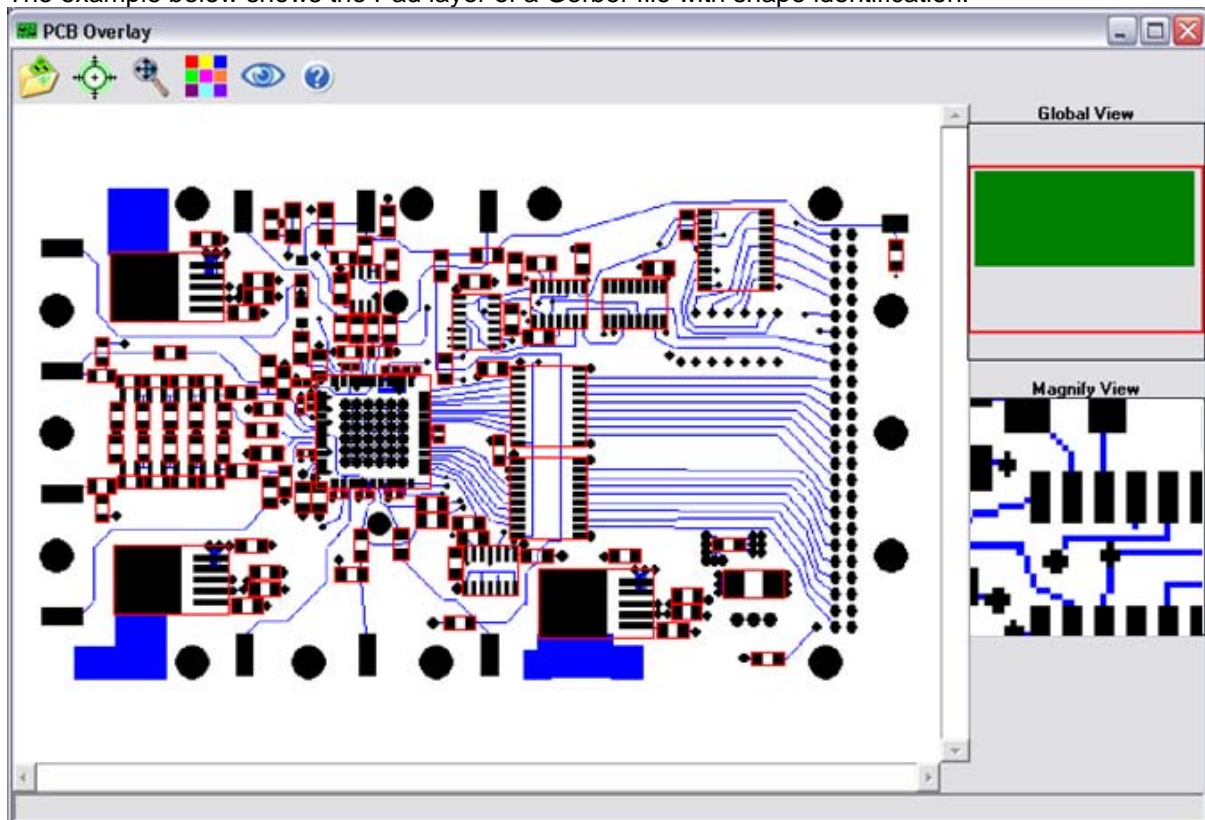 The example below shows the Pad layer of a Gerber file with shape identification.
PCB Overlay
Global View
Magnify View